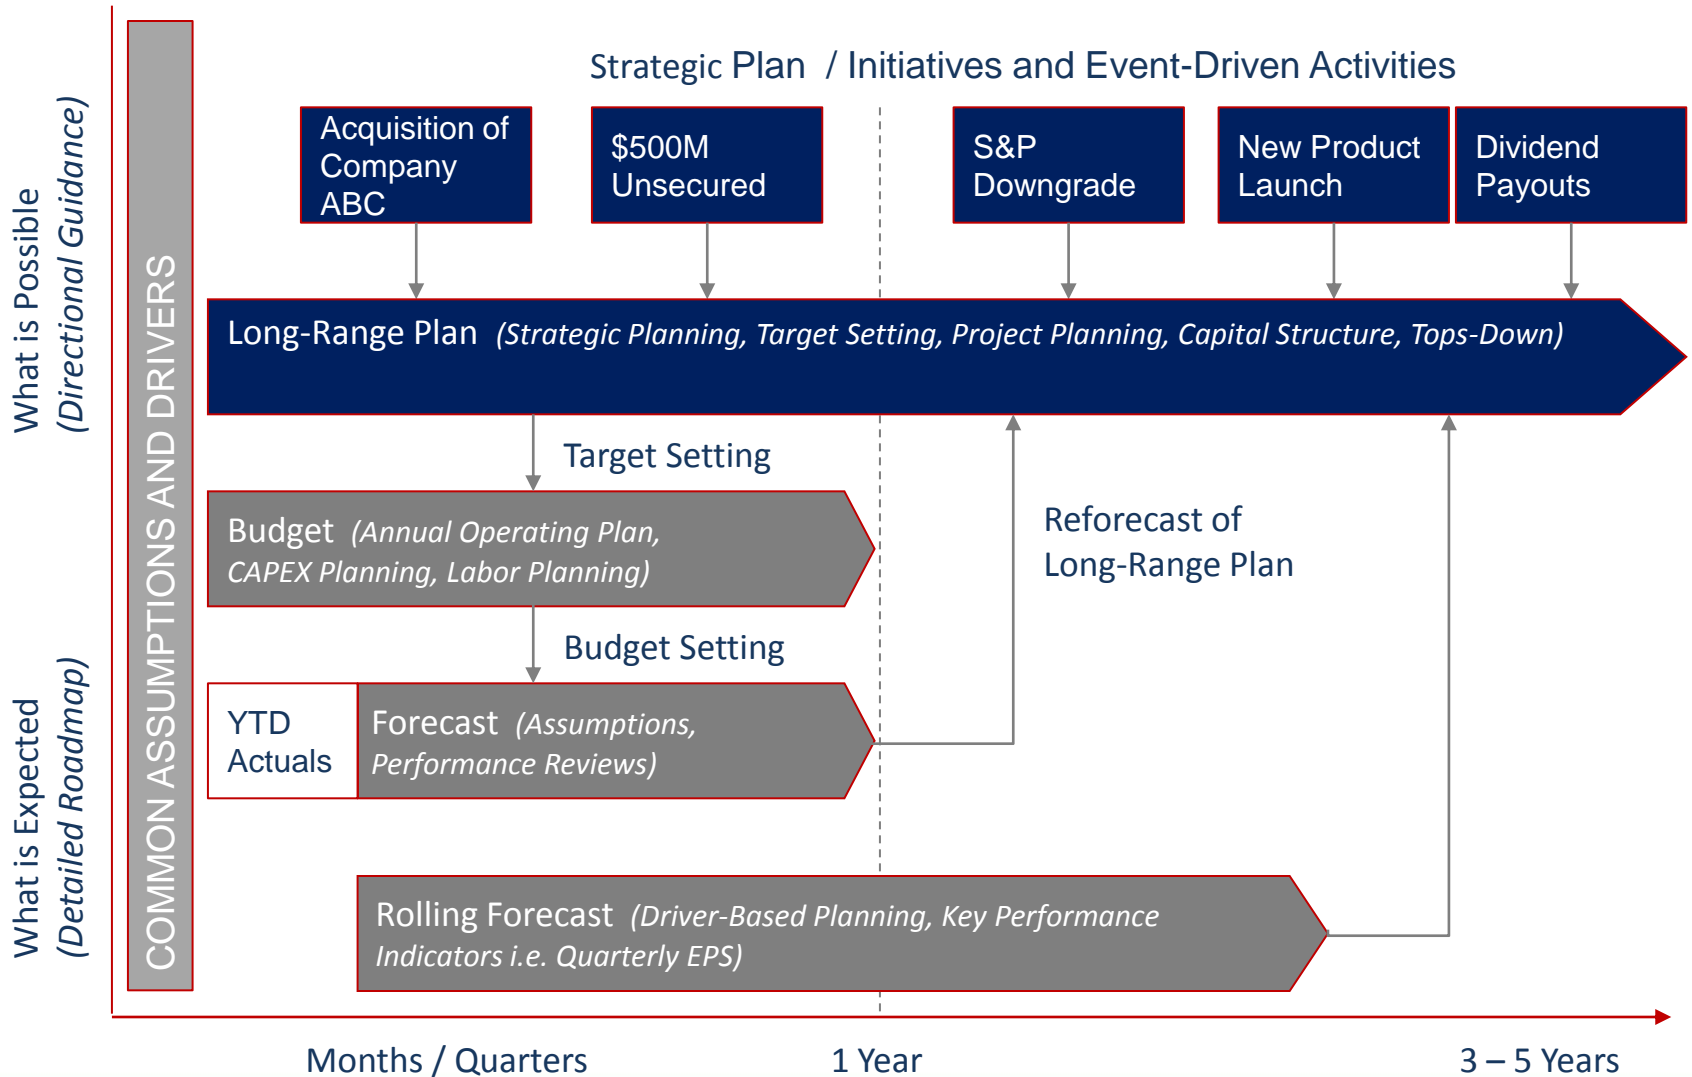 Strategic Plan / Initiatives and Event-Driven Activities
Acquisition of
Company
ABC
$500M
Unsecured
S&P
Downgrade
New Product
Launch
Dividend
Payouts
What is Possible
(Directional Guidance)
COMMON ASSUMPTIONS AND DRIVERS
Long-Range Plan (Strategic Planning, Target Setting, Project Planning, Capital Structure, Tops-Down)
Target Setting
Budget (Annual Operating Plan,
CAPEX Planning, Labor Planning)
Reforecast of
Long-Range Plan
Budget Setting
What is Expected
(Detailed Roadmap)
YTD
Actuals
Forecast (Assumptions,
Performance Reviews)
Rolling Forecast (Driver-Based Planning, Key Performance
Indicators i.e. Quarterly EPS)
Months / Quarters
1 Year
3 – 5 Years